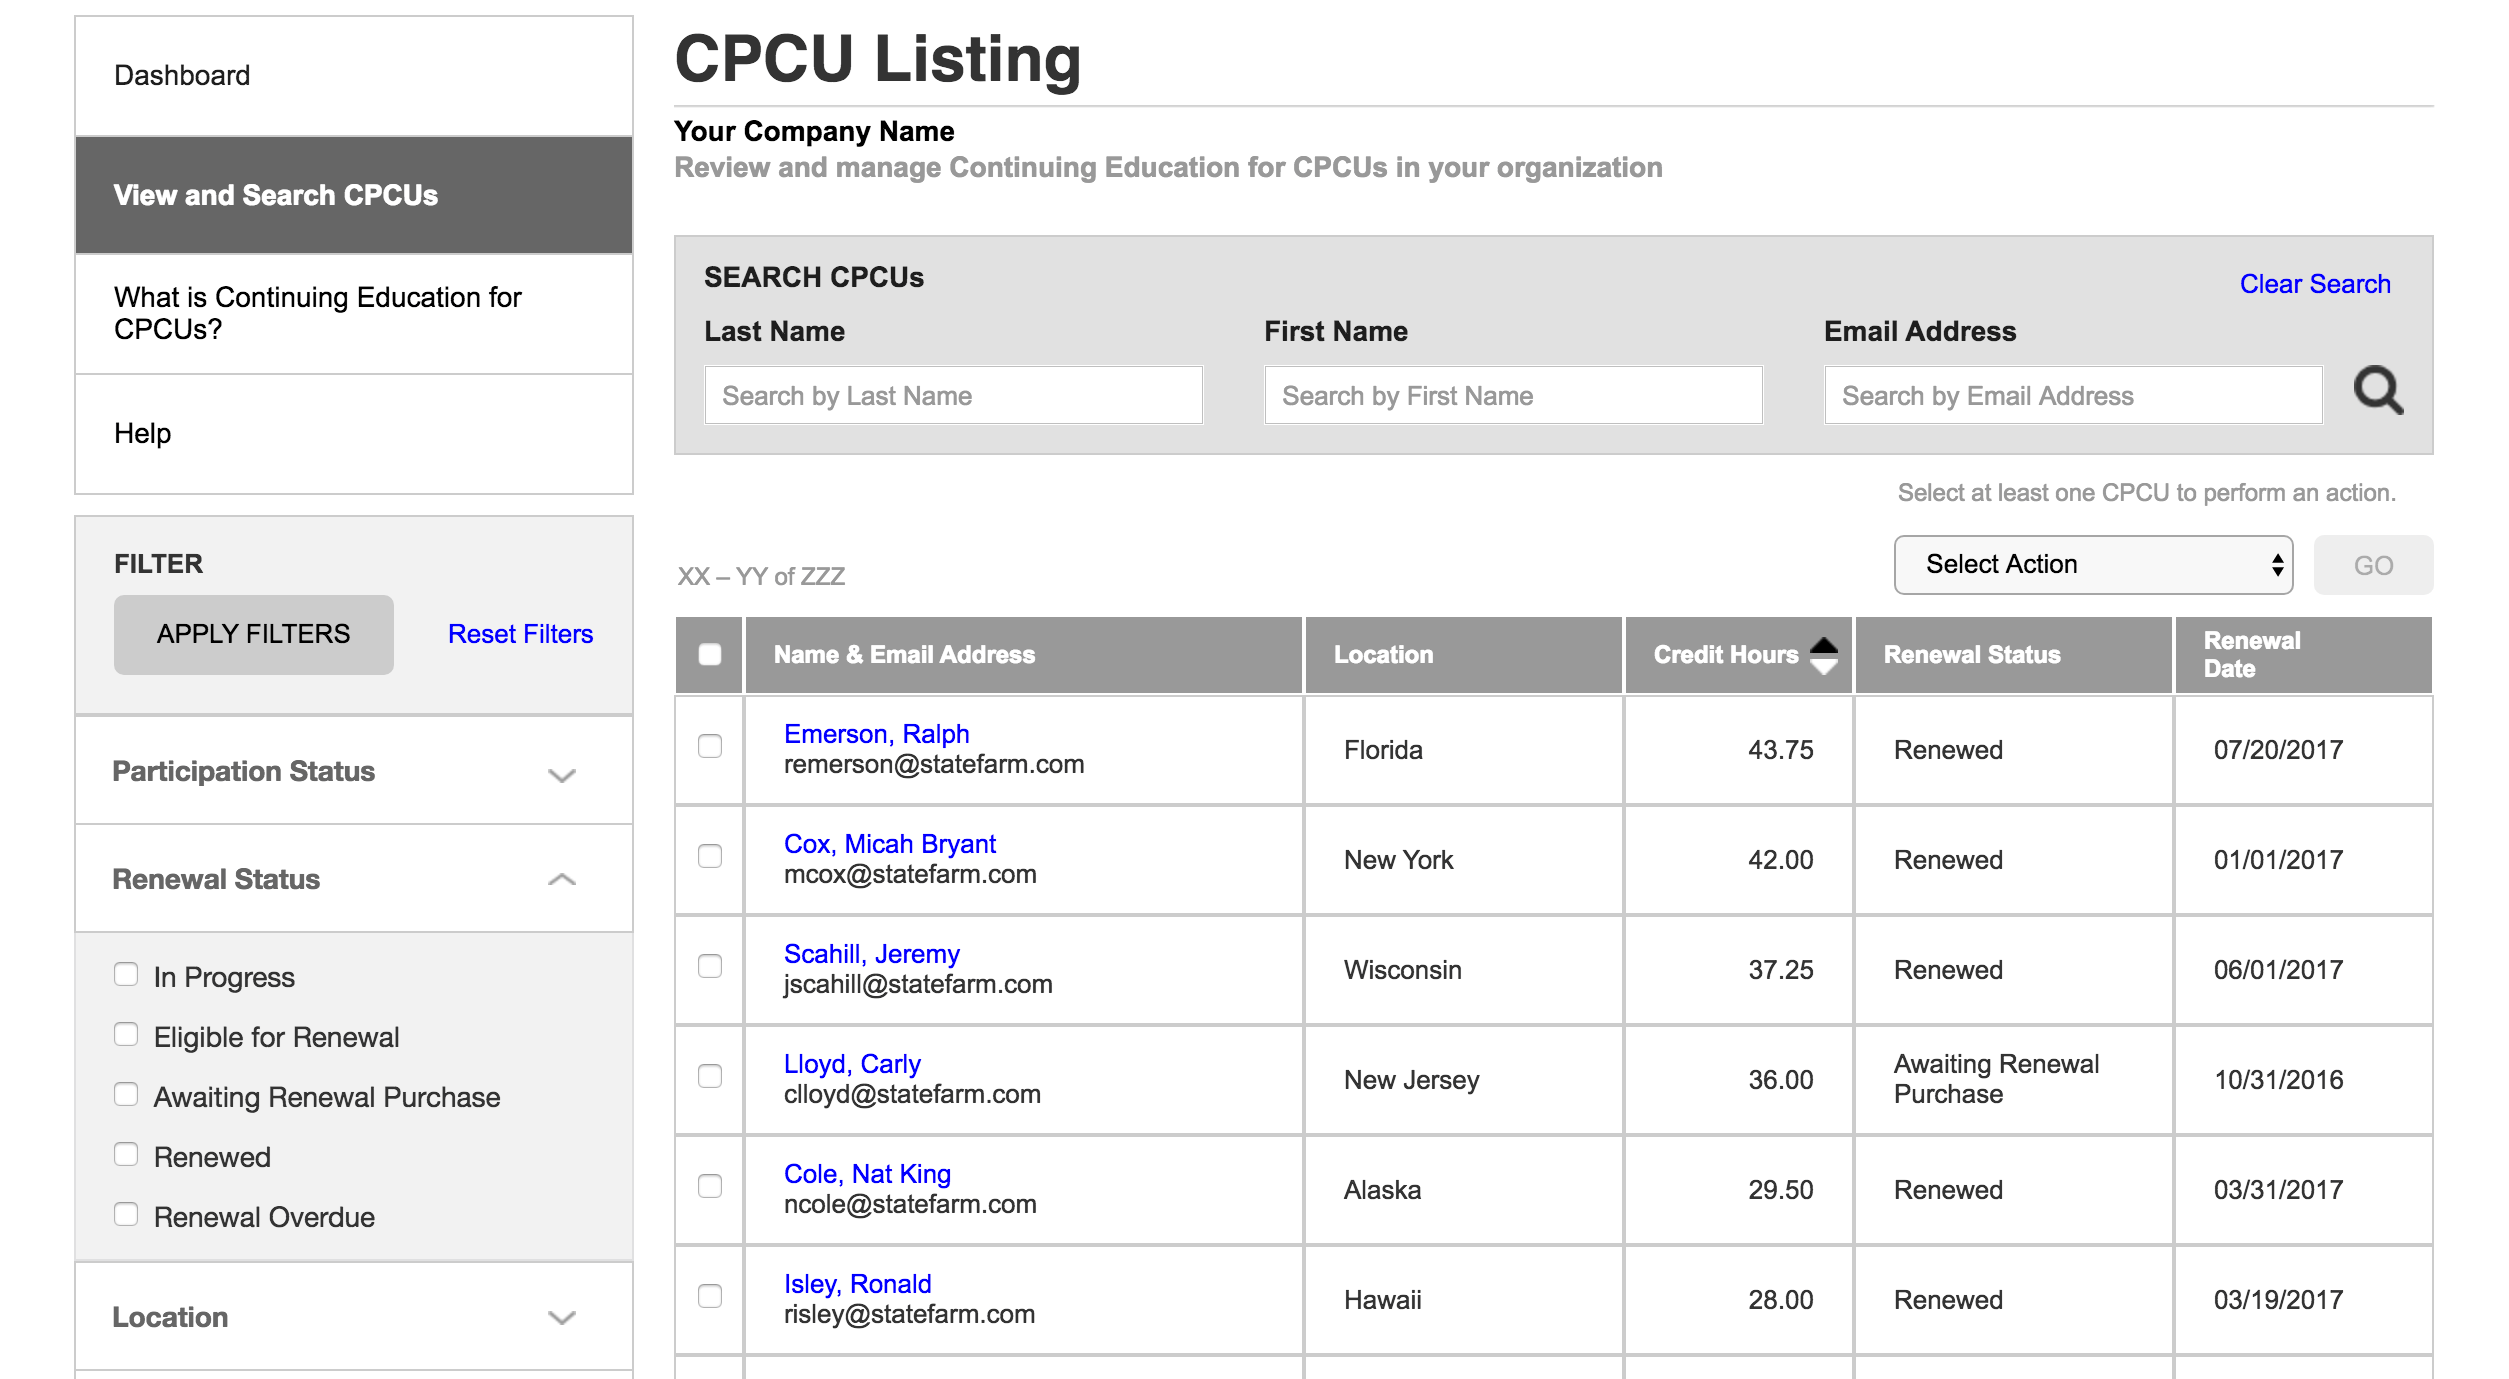 Dashboard
View and Search CPCUs
What is Continuing Education for
CPCUs?
Help
FILTER
APPLY FILTERS
Reset Filters
Participation Status
Renewal Status
In Progress
Eligible for Renewal
Awaiting Renewal Purchase
Renewed
Renewal Overdue
Location
CPCU Listing
Your Company Name
Review and manage Continuing Education for CPCUs in your organization
SEARCH CPCUs
Clear Search
Last Name
First Name
Email Address
Search by Last Name
Search by First Name
Search by Email Address
Select at least one CPCU to perform an action.
XX – YY of ZZZ
Select Action
GO
Name & Email Address
Location
Credit Hours
Renewal Status
Renewal
Date
Emerson, Ralph
remerson@statefarm.com
Florida
43.75
Renewed
07/20/2017
Cox, Micah Bryant
mcox@statefarm.com
New York
42.00
Renewed
01/01/2017
Scahill, Jeremy
jscahill@statefarm.com
Wisconsin
37.25
Renewed
06/01/2017
Lloyd, Carly
clloyd@statefarm.com
New Jersey
36.00
Awaiting Renewal
Purchase
10/31/2016
Cole, Nat King
ncole@statefarm.com
Alaska
29.50
Renewed
03/31/2017
Isley, Ronald
risley@statefarm.com
Hawaii
28.00
Renewed
03/19/2017